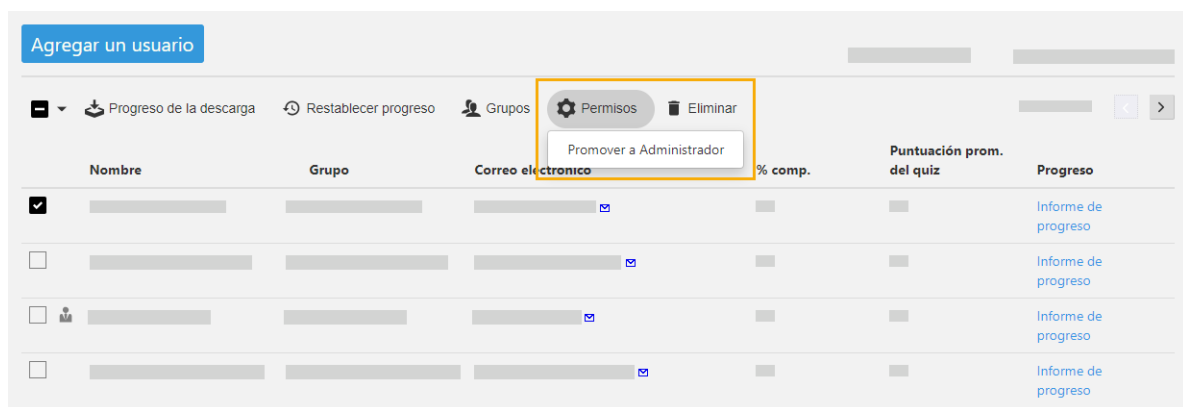 Agregar un usuario
Progreso de la descarga Restablecer progreso Grupos Permisos Eliminar
Promover a Administrador
Nombre Grupo Correo electrónico % comp. Puntuación prom. del quiz Progreso
Informe de
progreso
Informe de
progreso
Informe de
progreso
Informe de
progreso